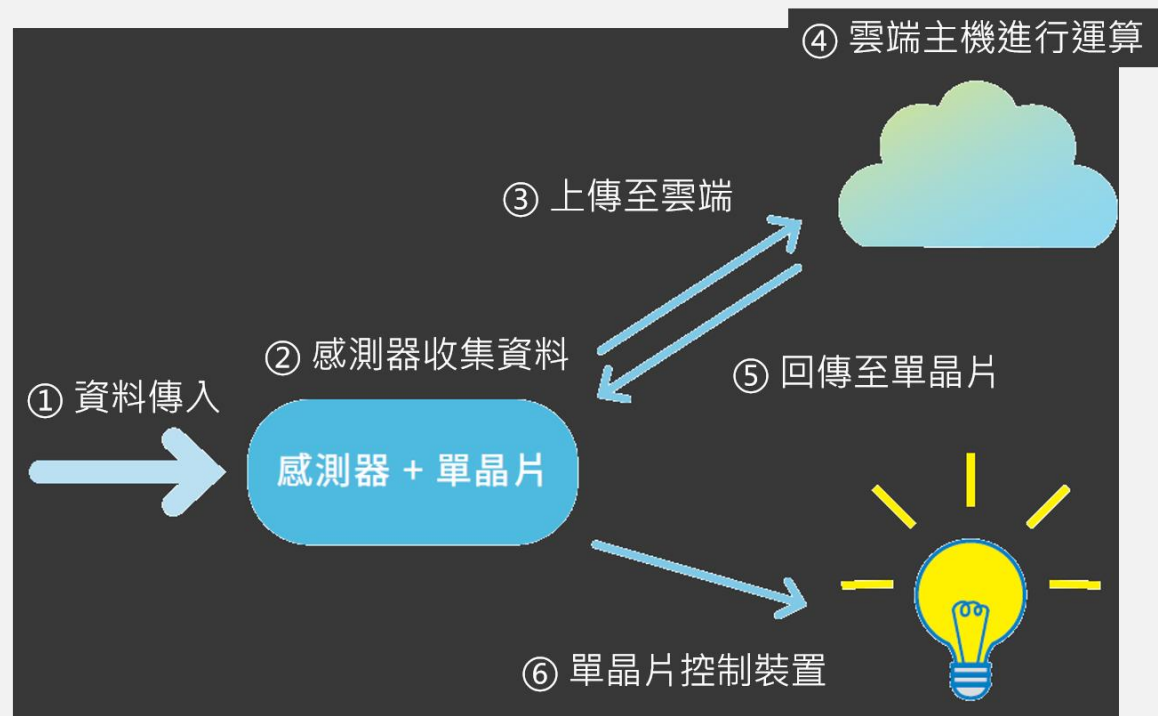 ④ 雲端主機進行運算
③ 上傳至雲端
② 感測器收集資料
⑤ 回傳至單晶片
① 資料傳入
感測器 + 單晶片
⑥ 單晶片控制裝置